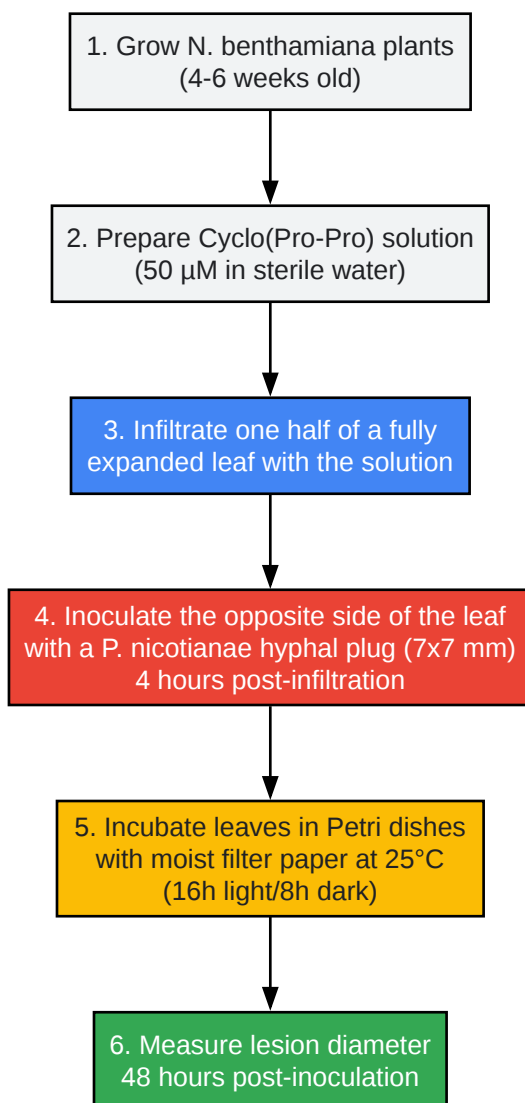 1. Grow N. benthamiana plants
(4-6 weeks old)
2. Prepare Cyclo(Pro-Pro) solution
(50 µM in sterile water)
3. Infiltrate one half of a fully
expanded leaf with the solution
4. Inoculate the opposite side of the leaf
with a P. nicotianae hyphal plug (7x7 mm)
4 hours post-infiltration
5. Incubate leaves in Petri dishes
with moist filter paper at 25°C
(16h light/8h dark)
6. Measure lesion diameter
48 hours post-inoculation